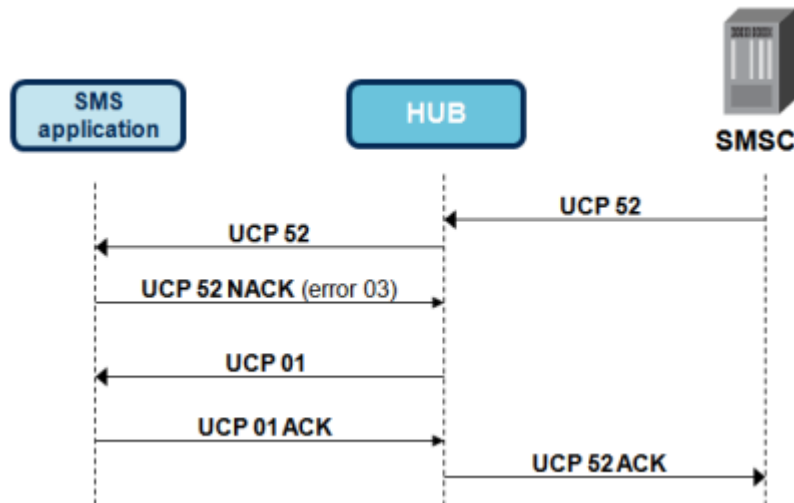 SMS
application
HUB
SMSC
UCP 52
UCP 52
UCP 52 NACK (error 03)
UCP 01
UCP 01 ACK
UCP 52 ACK